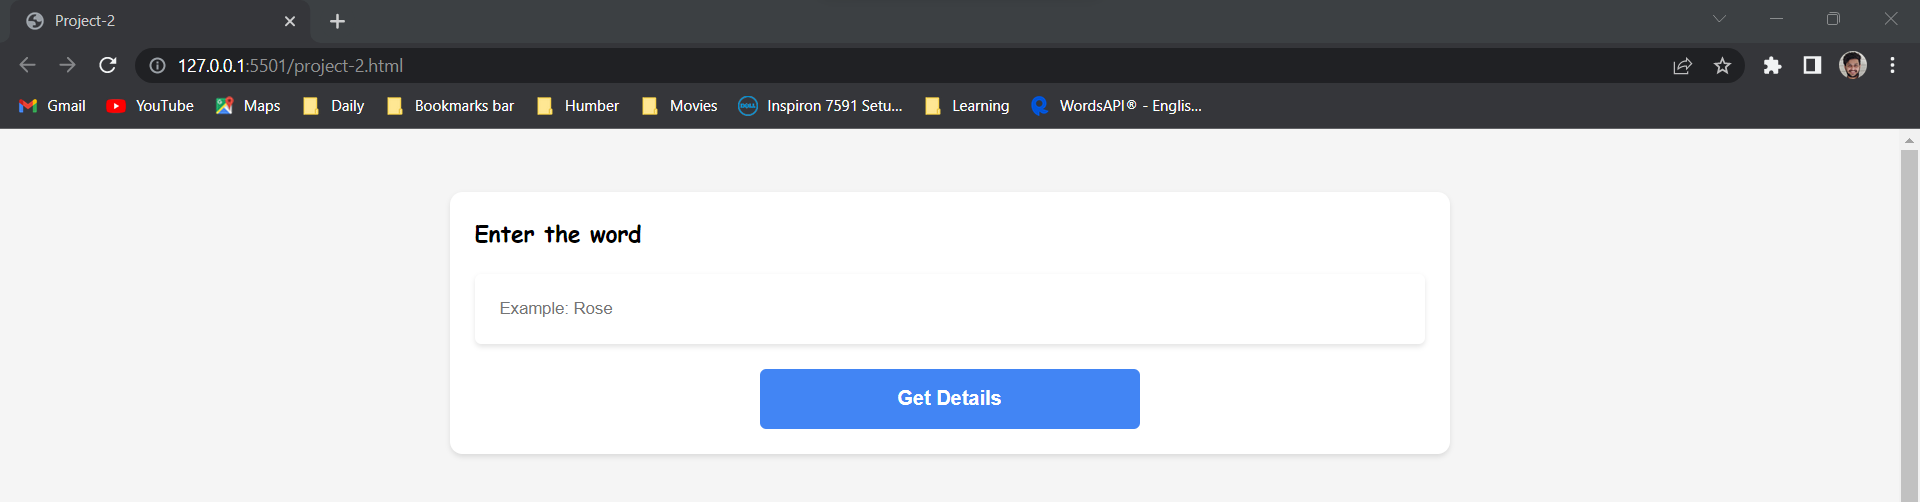 Project-2
127.0.0.1:5501/project-2.html
Gmail YouTube Maps Daily Bookmarks bar Humber Movies DELL Inspiron 7591 Setu... Learning WordsAPI® - Englis...
Enter the word
Example: Rose
Get Details